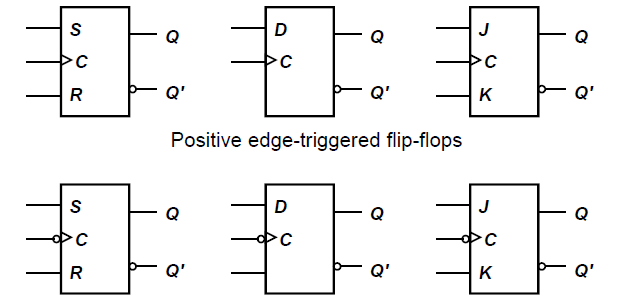 S Q D Q J Q
C C C
R Q' Q' K Q'
Positive edge-triggered flip-flops
S Q D Q J Q
C C C
R Q' Q' K Q'